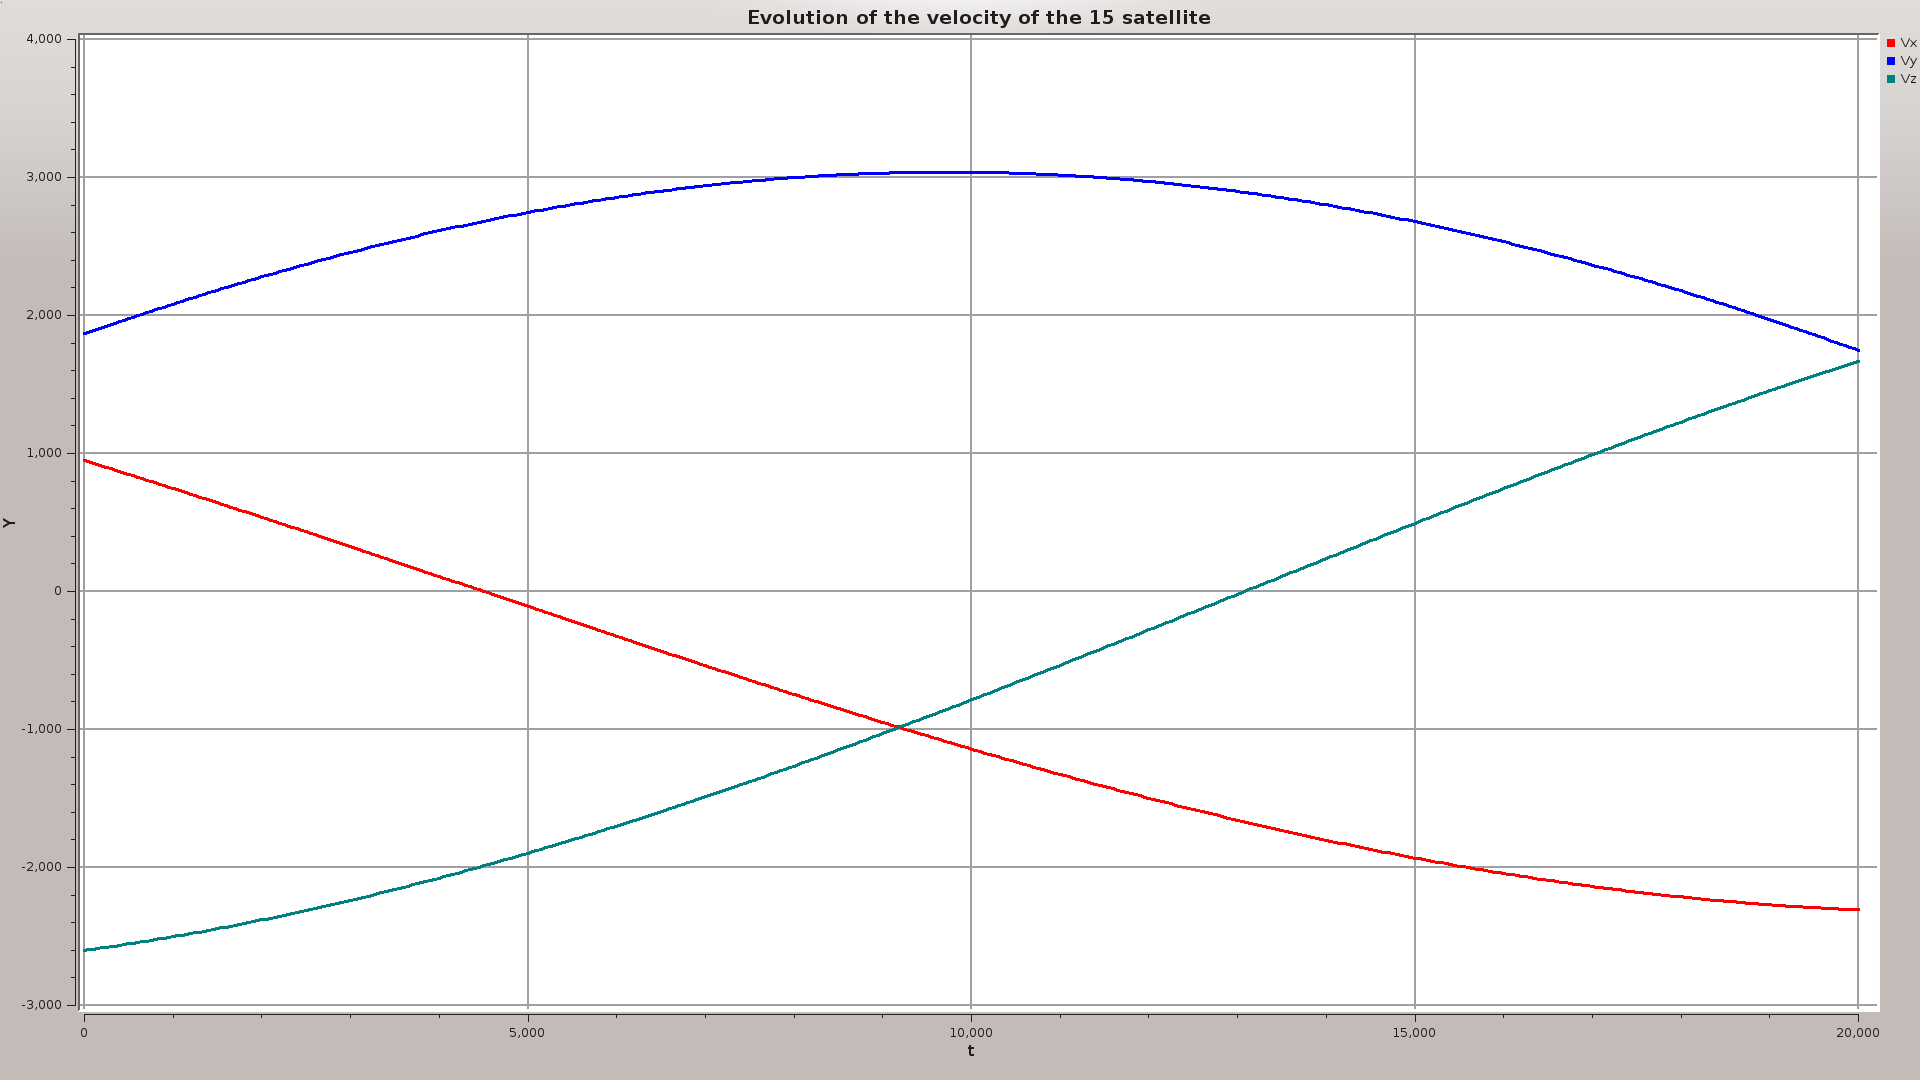 Evolution of the velocity of the 15 satellite
Vx
Vy
Vz
4,000
3,000
2,000
1,000
0
-1,000
-2,000
-3,000
Y
0 5,000 10,000 15,000 20,000
t